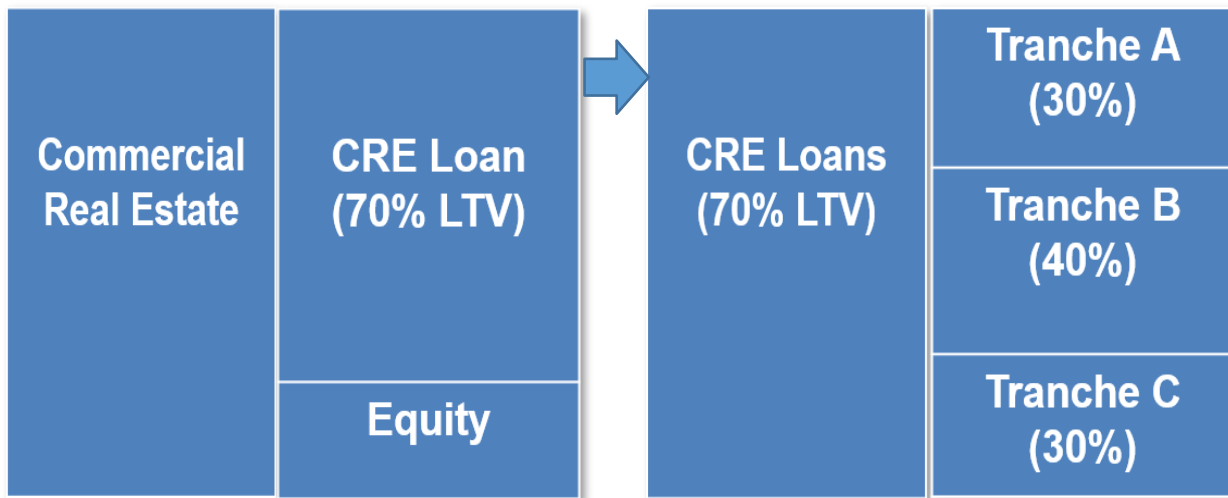 Commercial
Real Estate
CRE Loan
(70% LTV)
Equity
CRE Loans
(70% LTV)
Tranche A
(30%)
Tranche B
(40%)
Tranche C
(30%)